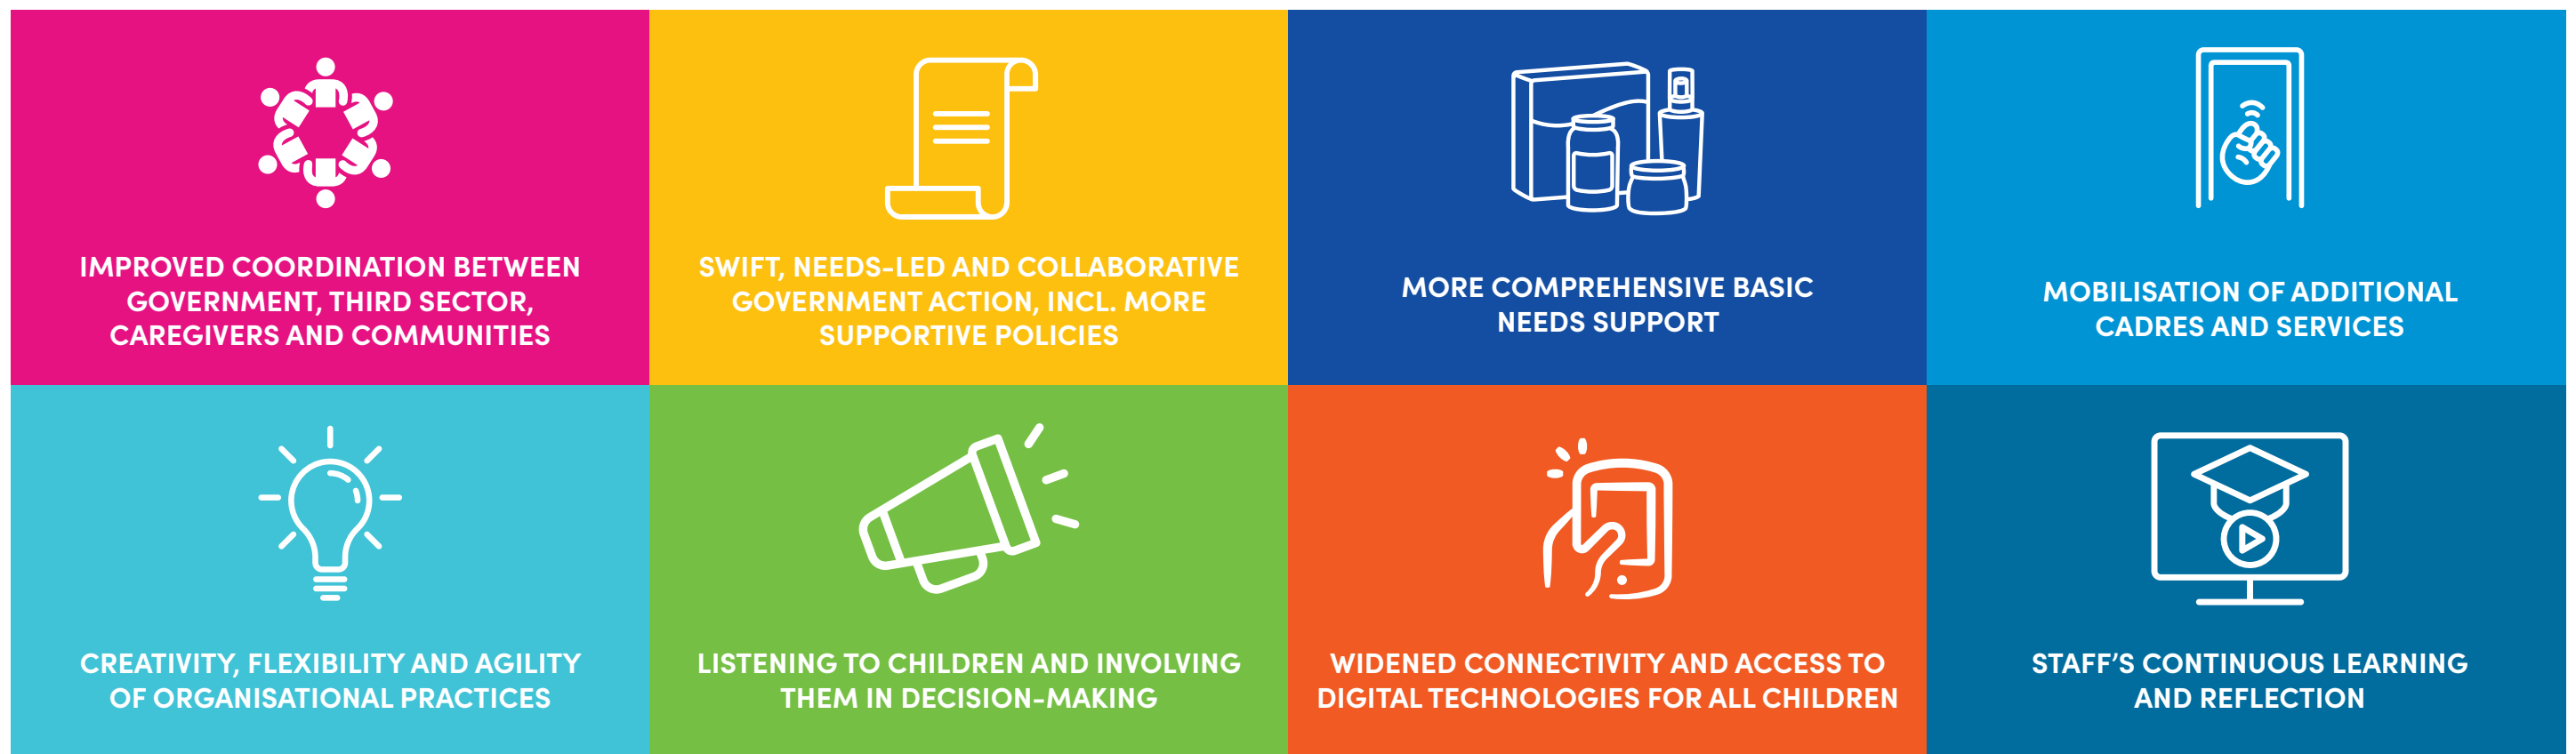 IMPROVED COORDINATION BETWEEN
GOVERNMENT, THIRD SECTOR,
CAREGIVERS AND COMMUNITIES
SWIFT, NEEDS-LED AND COLLABORATIVE
GOVERNMENT ACTION, INCL. MORE
SUPPORTIVE POLICIES
MORE COMPREHENSIVE BASIC
NEEDS SUPPORT
MOBILISATION OF ADDITIONAL
CADRES AND SERVICES
CREATIVITY, FLEXIBILITY AND AGILITY
OF ORGANISATIONAL PRACTICES
LISTENING TO CHILDREN AND INVOLVING
THEM IN DECISION-MAKING
WIDENED CONNECTIVITY AND ACCESS TO
DIGITAL TECHNOLOGIES FOR ALL CHILDREN
STAFF’S CONTINUOUS LEARNING
AND REFLECTION